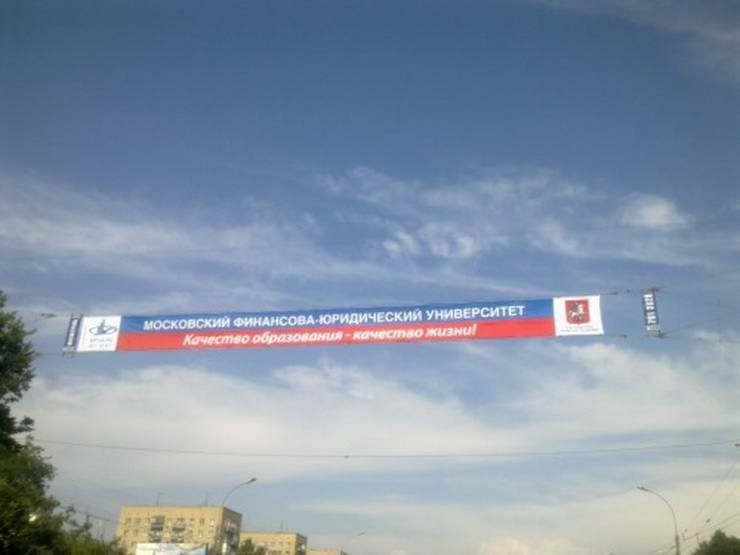 МОСКОВСКИЙ ФИНАНСОВА-ЮРИДИЧЕСКИЙ УНИВЕРСИТЕТ
Качество образования - качество жизни!